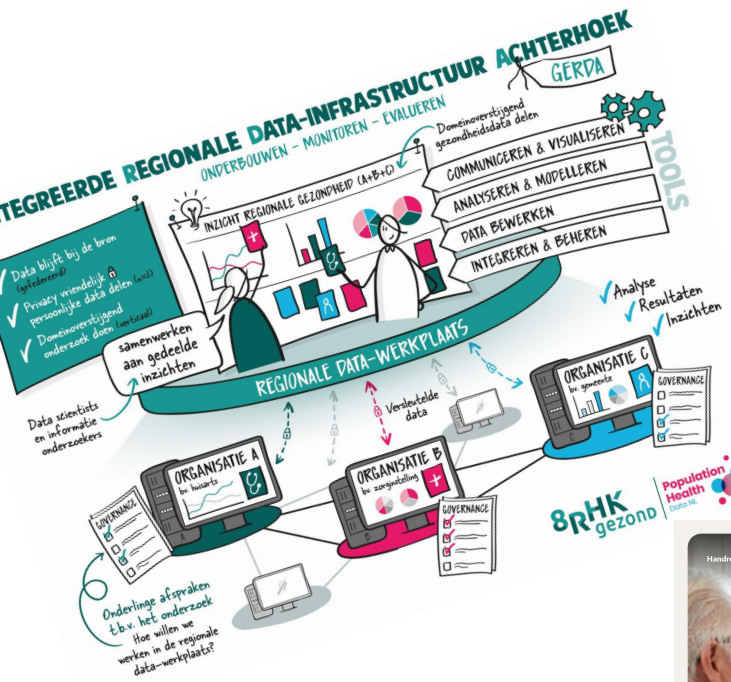 TEGREERDE REGIONALE DATA-INFRASTRUCTUUR ACHTERHOEK
GERDA
ONDERBOUWEN - MONITOREN - EVALUEREN
Domeinoverstijgend
gezondheidsdata delen
INZICHT REGIONALE GEZONDHEID (A+B+C)
COMMUNICEREN & VISUALISEREN
ANALYSEREN & MODELLEREN
DATA BEWERKEN
INTEGREREN & BEHEREN
TOOLS
Data blijft bij de bron
(gefedereerd)
Privacy vriendelijk
persoonlijke data delen (n=1)
Domeinoverstijgend
onderzoek doen (verticaal)
samenwerken
aan gedeelde
inzichten
Data scientists
en informatie
onderzoekers
REGIONALE DATA-WERKPLAATS
Analyse
Resultaten
Inzichten
Versleutelde
data
ORGANISATIE A
bv. huisarts
A
ORGANISATIE B
bv. zorginstelling
B
ORGANISATIE C
bv. gemeente
C
GOVERNANCE
GOVERNANCE
GOVERNANCE
Onderlinge afspraken
t.b.v. het onderzoek
Hoe willen we
werken in de regionale
data-werkplaats?
8RHK
gezond
Population
Health
Data NL